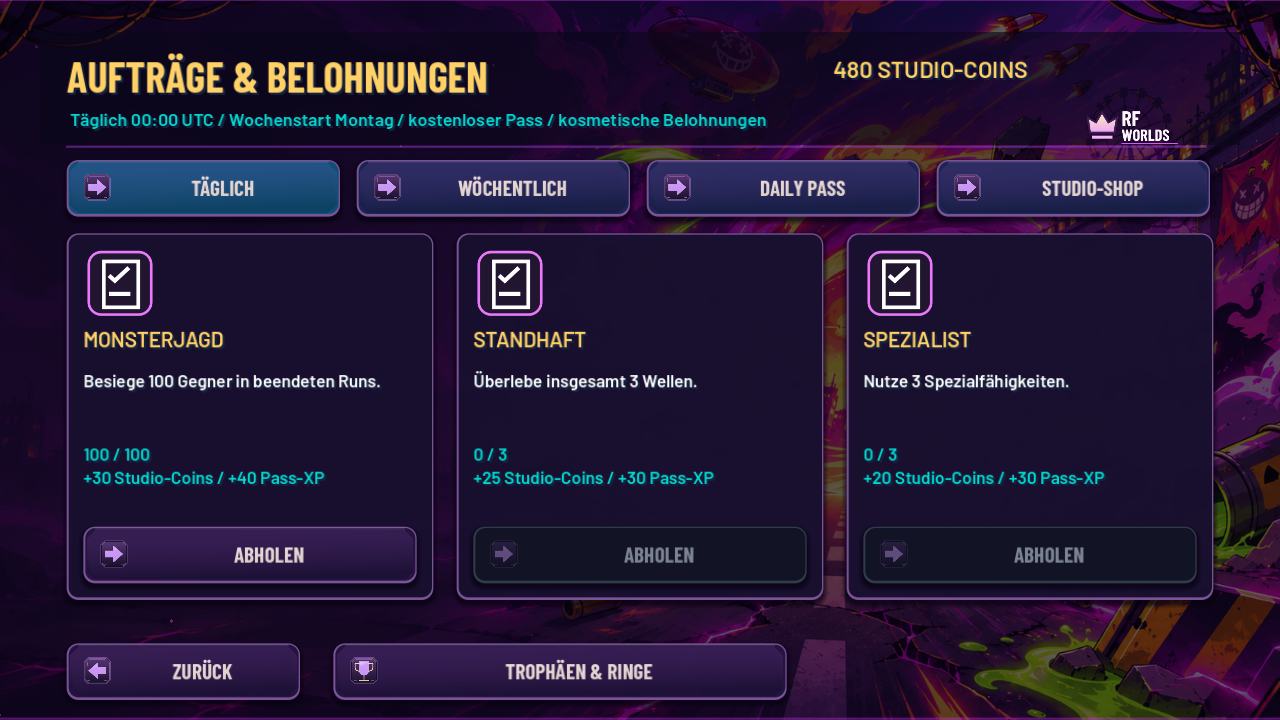 AUFTRÄGE & BELOHNUNGEN
480 STUDIO-COINS
Täglich 00:00 UTC / Wochenstart Montag / kostenloser Pass / kosmetische Belohnungen
RF
WORLDS
TÄGLICH
WÖCHENTLICH
DAILY PASS
STUDIO-SHOP
MONSTERJAGD
Besiege 100 Gegner in beendeten Runs.
100 / 100
+30 Studio-Coins / +40 Pass-XP
ABHOLEN
STANDHAFT
Überlebe insgesamt 3 Wellen.
0 / 3
+25 Studio-Coins / +30 Pass-XP
ABHOLEN
SPEZIALIST
Nutze 3 Spezialfähigkeiten.
0 / 3
+20 Studio-Coins / +30 Pass-XP
ABHOLEN
ZURÜCK
TROPHÄEN & RINGE